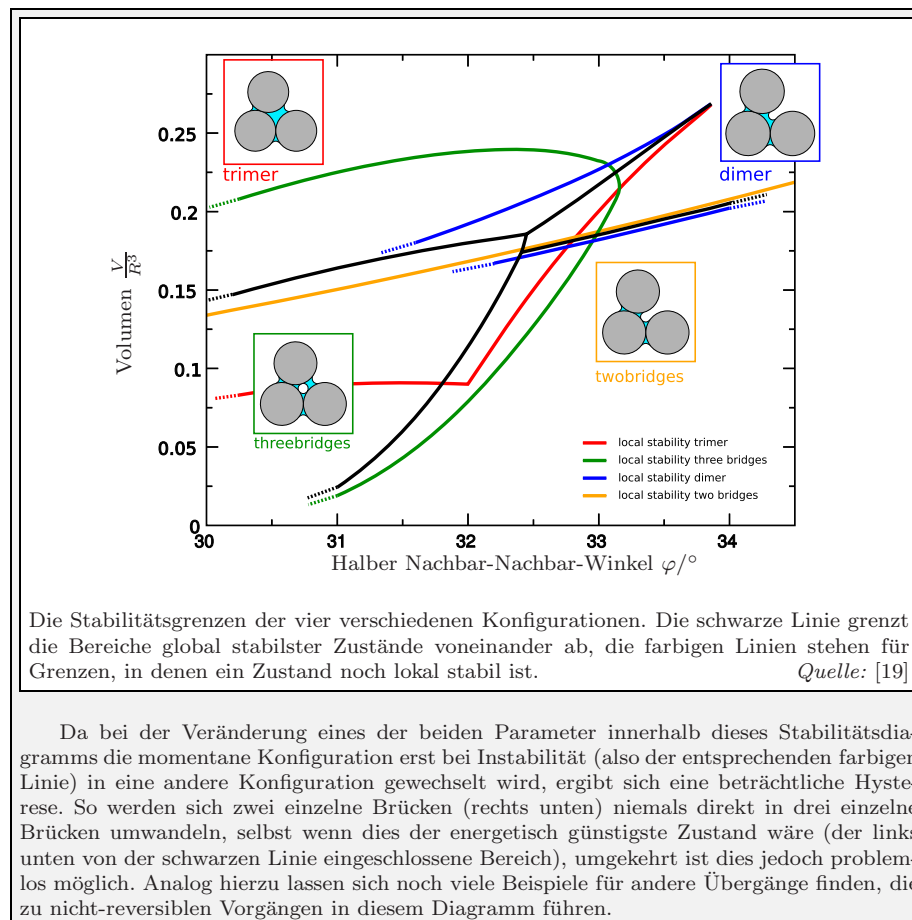 30
31
32
33
34
0.25
0.2
0.15
0.1
0.05
0
Volumen V/R³
trimer
dimer
threebridges
twobridges
local stability trimer
local stability three bridges
local stability dimer
local stability two bridges
30
31
32
33
34
Halber Nachbar-Nachbar-Winkel φ/°
Die Stabilitätsgrenzen der vier verschiedenen Konfigurationen. Die schwarze Linie grenzt
die Bereiche global stabilster Zustände voneinander ab, die farbigen Linien stehen für
Grenzen, in denen ein Zustand noch lokal stabil ist. Quelle: [19]
Da bei der Veränderung eines der beiden Parameter innerhalb dieses Stabilitätsdia-
gramms die momentane Konfiguration erst bei Instabilität (also der entsprechenden farbigen
Linie) in eine andere Konfiguration gewechselt wird, ergibt sich eine beträchtliche Hyste-
rese. So werden sich zwei einzelne Brücken (rechts unten) niemals direkt in drei einzelne
Brücken umwandeln, selbst wenn dies der energetisch günstigste Zustand wäre (der links
unten von der schwarzen Linie eingeschlossene Bereich), umgekehrt ist dies jedoch problem-
los möglich. Analog hierzu lassen sich noch viele Beispiele für andere Übergänge finden, die
zu nicht-reversiblen Vorgängen in diesem Diagramm führen.